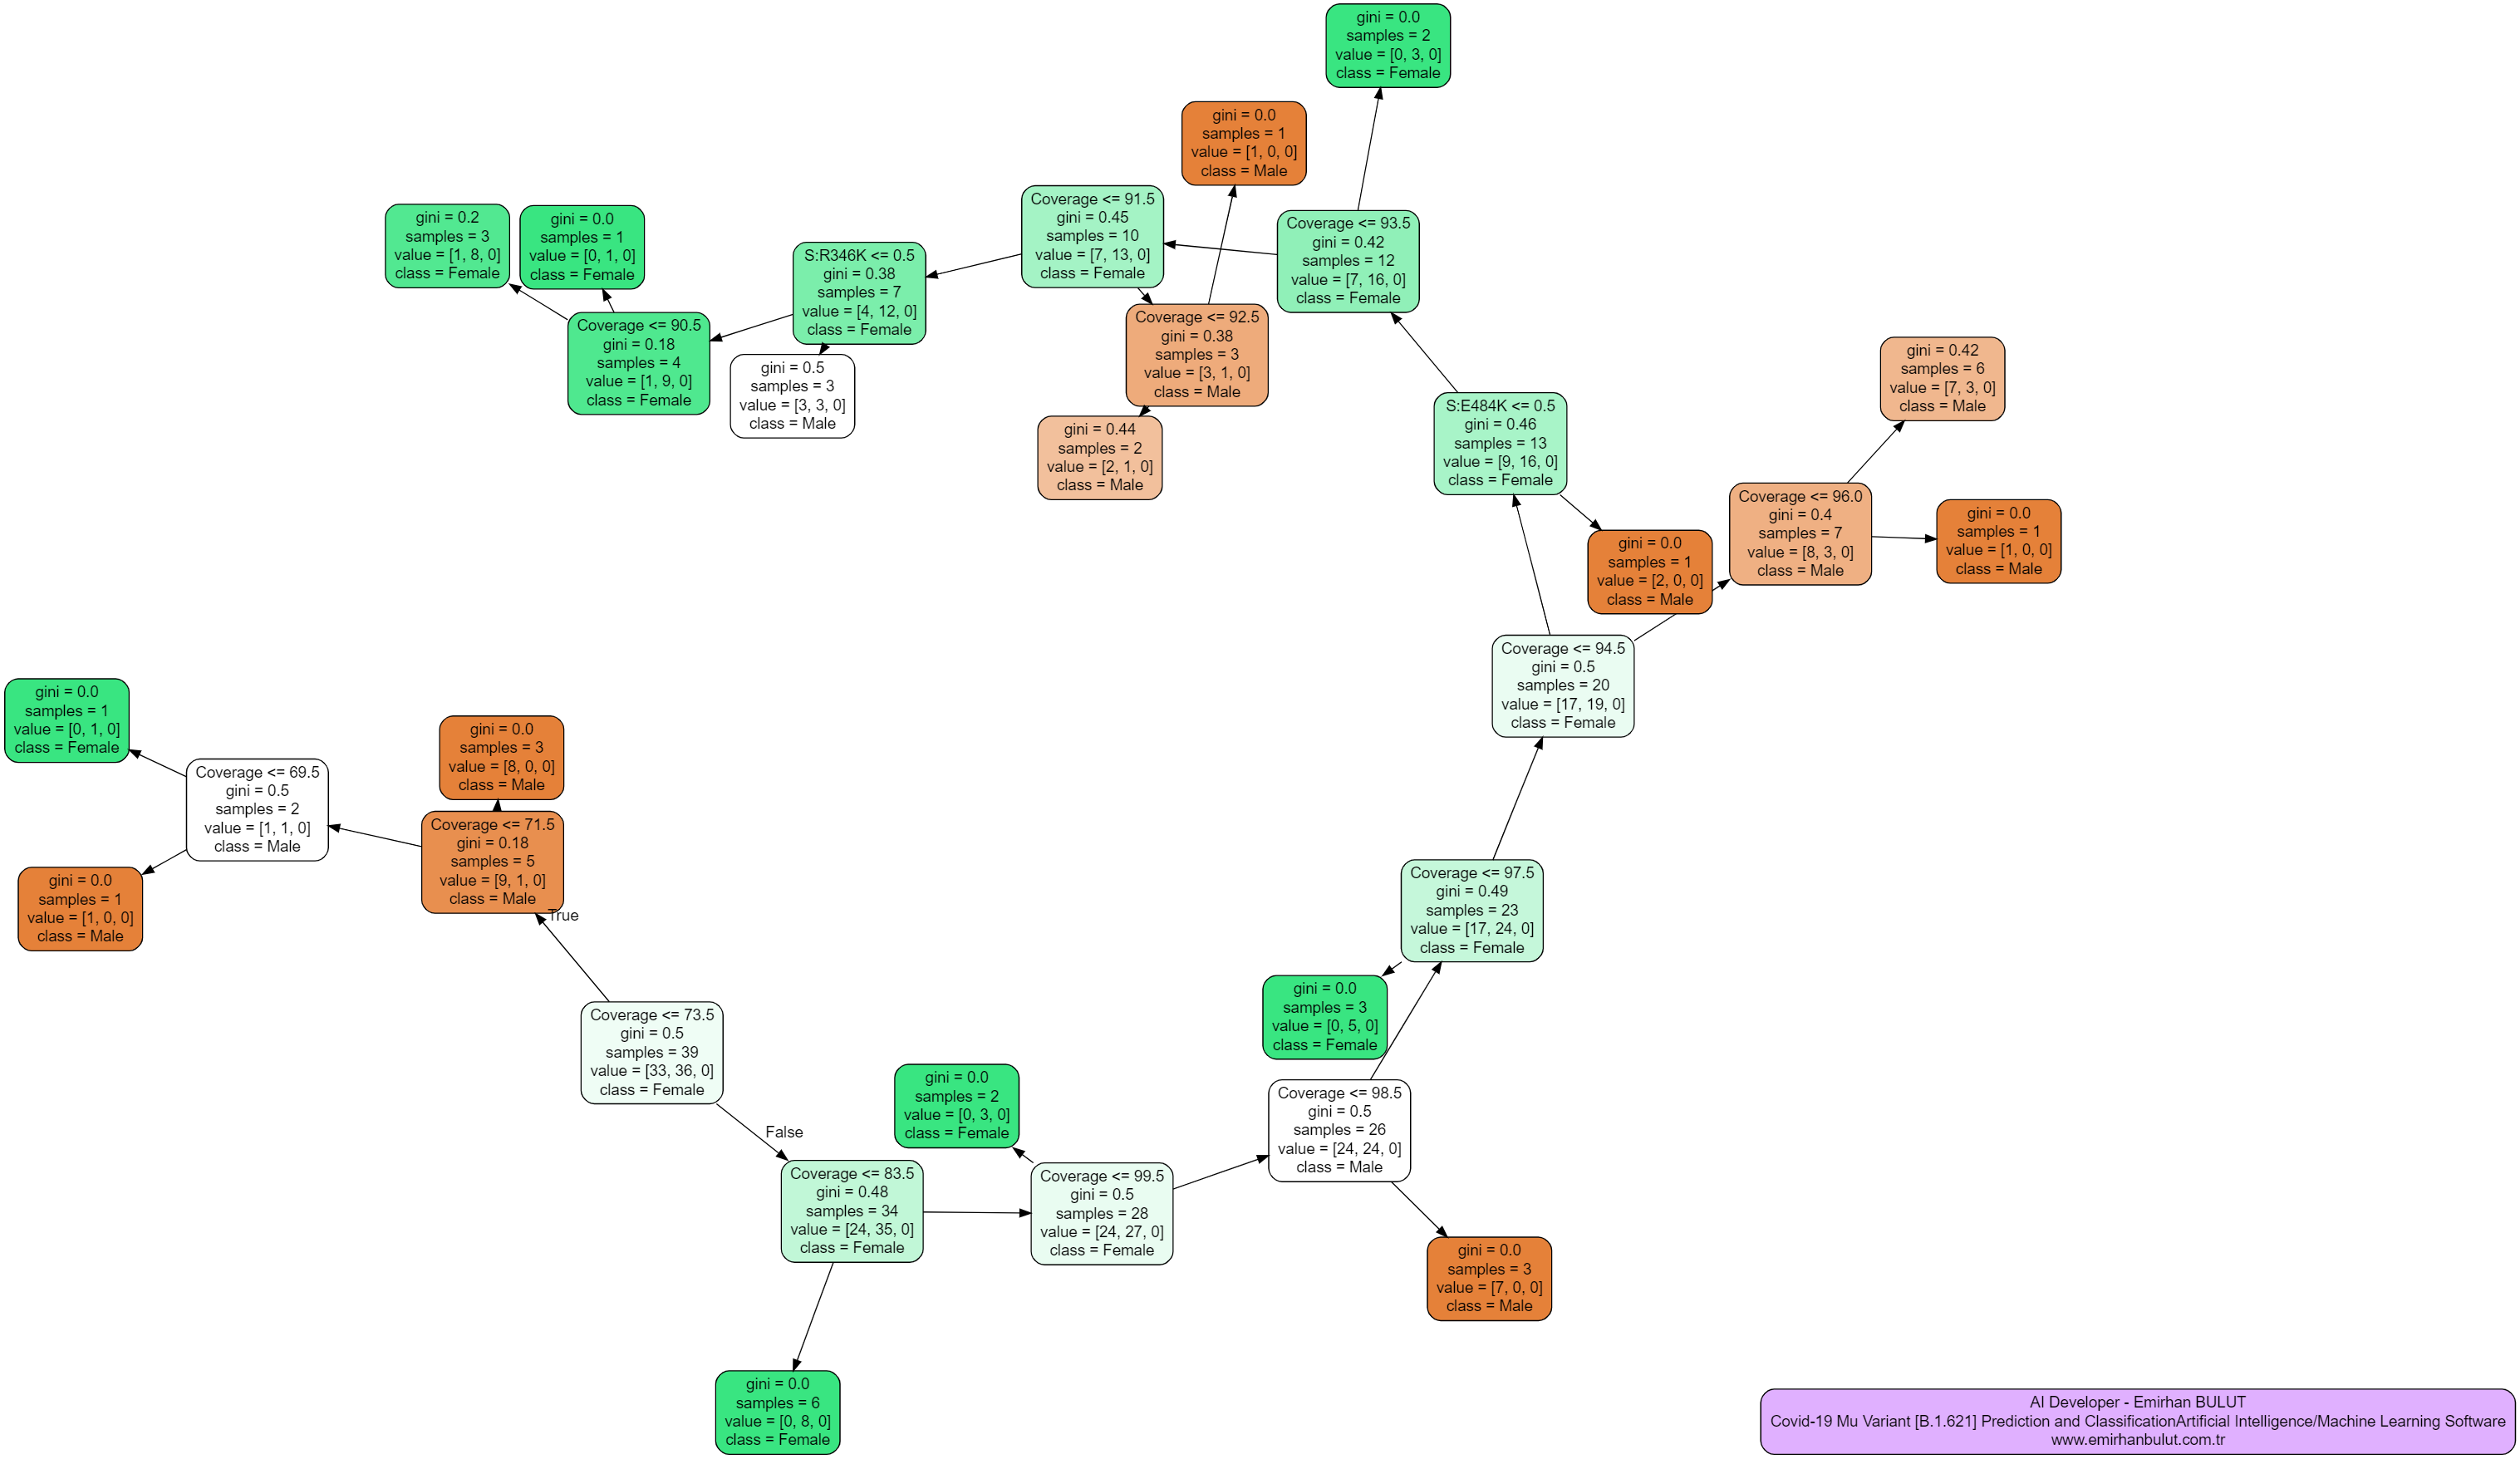 gini = 0.0
samples = 2
value = [0, 3, 0]
class = Female
gini = 0.0
samples = 1
value = [1, 0, 0]
class = Male
Coverage <= 91.5
gini = 0.45
samples = 10
value = [7, 13, 0]
class = Female
gini = 0.2
samples = 3
value = [1, 8, 0]
class = Female
gini = 0.0
samples = 1
value = [0, 1, 0]
class = Female
Coverage <= 93.5
gini = 0.42
samples = 12
value = [7, 16, 0]
class = Female
S:R346K <= 0.5
gini = 0.38
samples = 7
value = [4, 12, 0]
class = Female
Coverage <= 92.5
gini = 0.38
samples = 3
value = [3, 1, 0]
class = Male
Coverage <= 90.5
gini = 0.18
samples = 4
value = [1, 9, 0]
class = Female
gini = 0.42
samples = 6
value = [7, 3, 0]
class = Male
gini = 0.5
samples = 3
value = [3, 3, 0]
class = Male
S:E484K <= 0.5
gini = 0.46
samples = 13
value = [9, 16, 0]
class = Female
gini = 0.44
samples = 2
value = [2, 1, 0]
class = Male
Coverage <= 96.0
gini = 0.4
samples = 7
value = [8, 3, 0]
class = Male
gini = 0.0
samples = 1
value = [1, 0, 0]
class = Male
gini = 0.0
samples = 1
value = [2, 0, 0]
class = Male
Coverage <= 94.5
gini = 0.5
samples = 20
value = [17, 19, 0]
class = Female
gini = 0.0
samples = 1
value = [0, 1, 0]
class = Female
gini = 0.0
samples = 3
value = [8, 0, 0]
class = Male
Coverage <= 69.5
gini = 0.5
samples = 2
value = [1, 1, 0]
class = Male
Coverage <= 71.5
gini = 0.18
samples = 5
value = [9, 1, 0]
class = Male
True
gini = 0.0
samples = 1
value = [1, 0, 0]
class = Male
Coverage <= 97.5
gini = 0.49
samples = 23
value = [17, 24, 0]
class = Female
gini = 0.0
samples = 3
value = [0, 5, 0]
class = Female
Coverage <= 73.5
gini = 0.5
samples = 39
value = [33, 36, 0]
class = Female
False
gini = 0.0
samples = 2
value = [0, 3, 0]
class = Female
Coverage <= 98.5
gini = 0.5
samples = 26
value = [24, 24, 0]
class = Male
Coverage <= 83.5
gini = 0.48
samples = 34
value = [24, 35, 0]
class = Female
Coverage <= 99.5
gini = 0.5
samples = 28
value = [24, 27, 0]
class = Female
gini = 0.0
samples = 3
value = [7, 0, 0]
class = Male
gini = 0.0
samples = 6
value = [0, 8, 0]
class = Female
AI Developer - Emirhan BULUT
Covid-19 Mu Variant [B.1.621] Prediction and ClassificationArtificial Intelligence/Machine Learning Software
www.emirhanbulut.com.tr